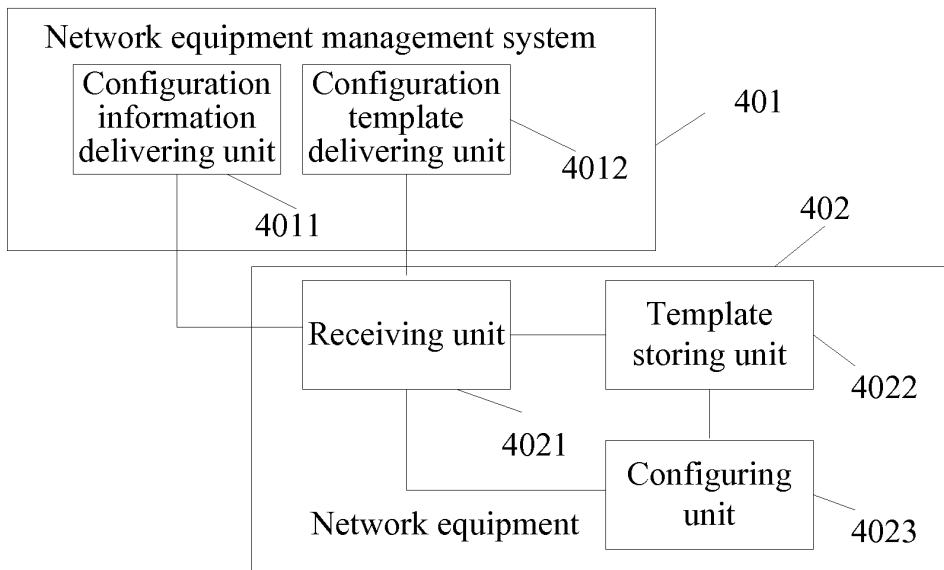 Network equipment management system
Configuration
information
delivering unit
Configuration
template
delivering unit
401
4012
4011
402
Receiving unit
Template
storing unit
4022
4021
Configuring
unit
Network equipment
4023